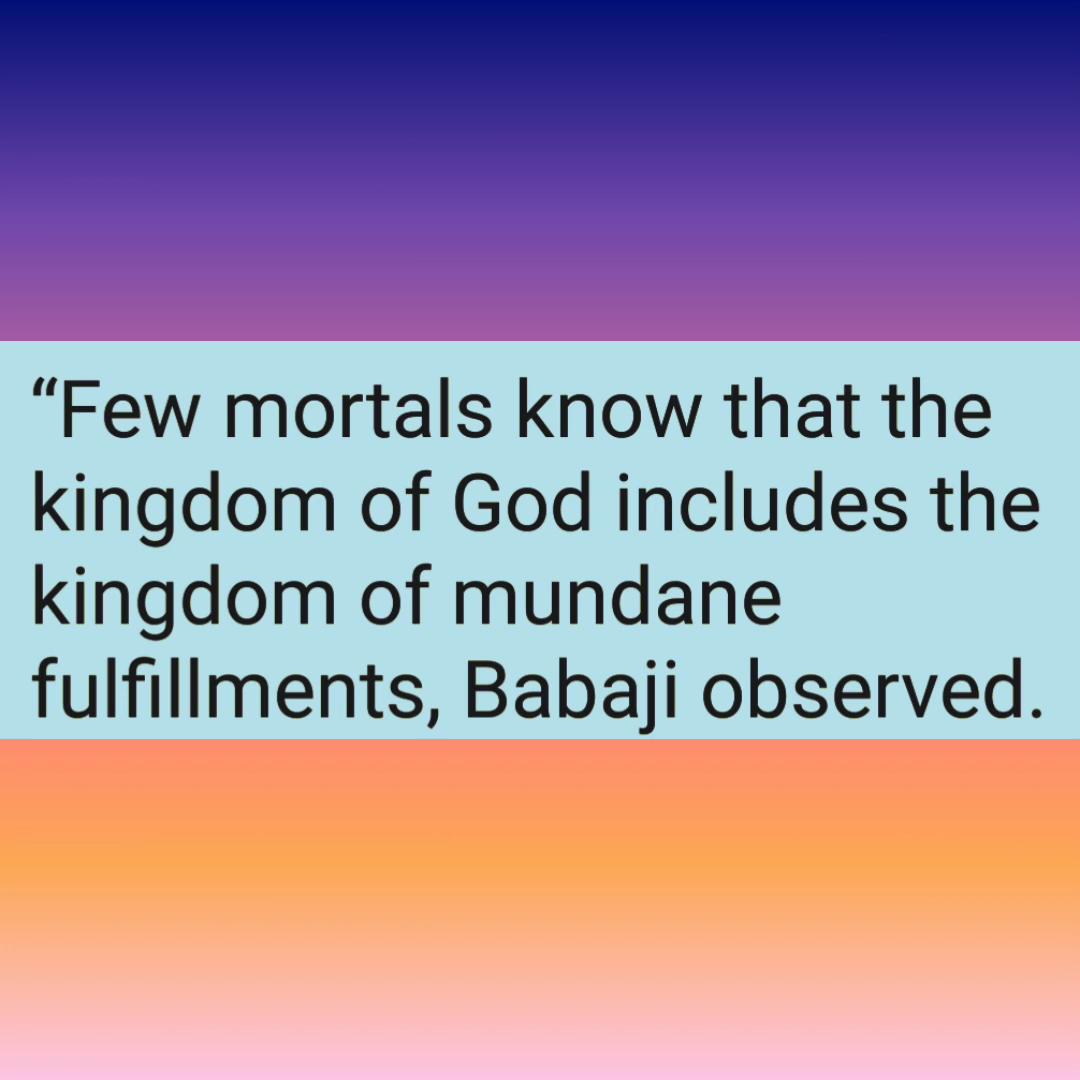 “Few mortals know that the
kingdom of God includes the
kingdom of mundane
fulfillments, Babaji observed.